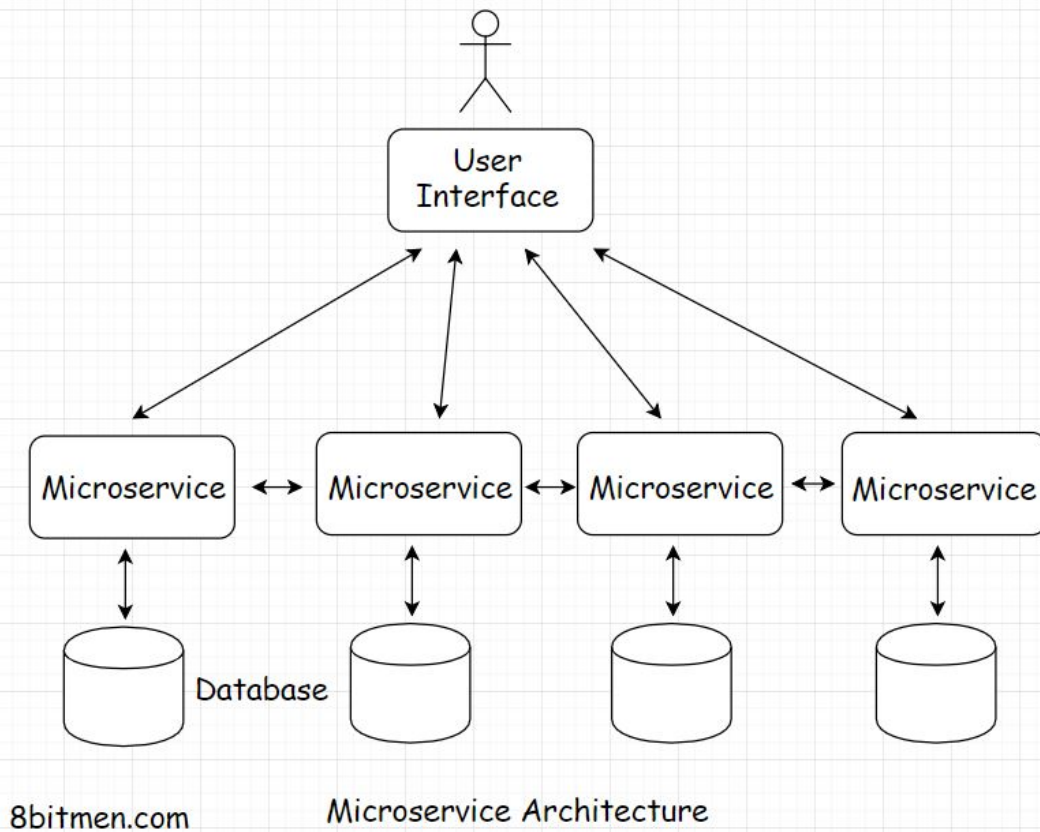 User
Interface
Microservice
Microservice
Microservice
Microservice
Database
8bitmen.com
Microservice Architecture